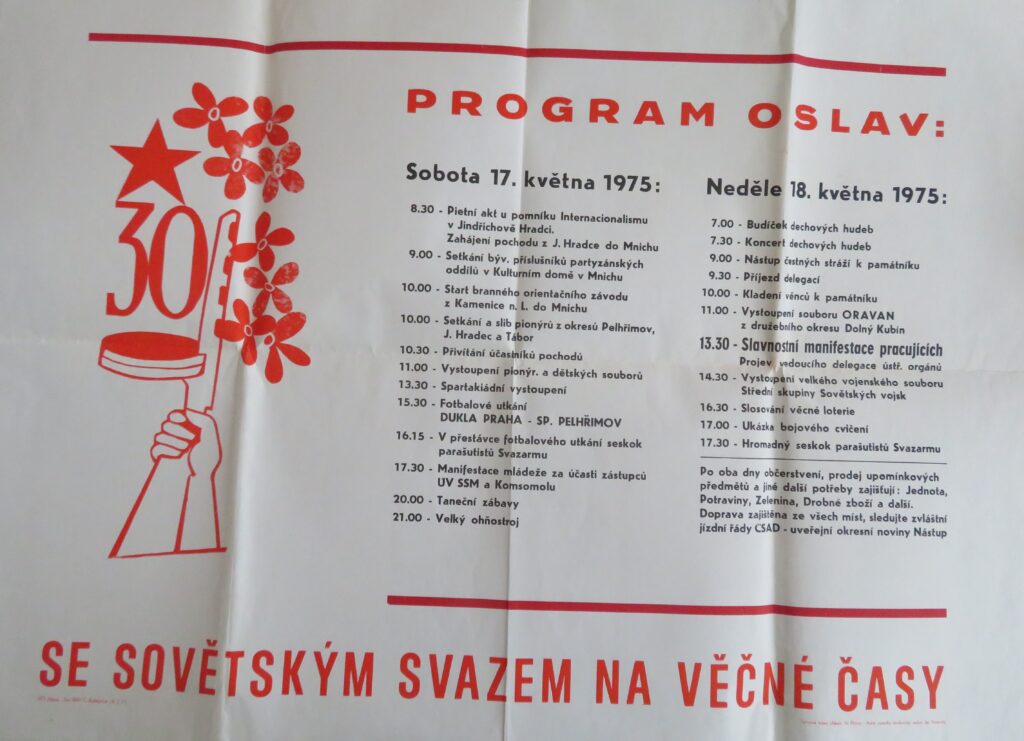 PROGRAM OSLAV:
30
Sobota 17. května 1975:
8.30 - Pietní akt u pomníku Internacionalismu
v Jindřichově Hradci.
Zahájení pochodu z J. Hradce do Mnichu
9.00 - Setkání býv. příslušníků partyzánských
oddílů v Kulturním domě v Mnichu
10.00 - Start branného orientačního závodu
z Kamenice n. L. do Mnichu
10.00 - Setkání a slib pionýrů z okresů Pelhřimov,
J. Hradec a Tábor
10.30 - Přivítání účastníků pochodů
11.00 - Vystoupení pionýr. a dětských souborů
13.30 - Spartakiádní vystoupení
15.30 - Fotbalové utkání
DUKLA PRAHA - SP. PELHŘIMOV
16.15 - V přestávce fotbalového utkání seskok
parašutistů Svazarmu
17.30 - Manifestace mládeže za účasti zástupců
ÚV SSM a Komsomolu
20.00 - Taneční zábavy
21.00 - Velký ohňostroj
Neděle 18. května 1975:
7.00 - Budíček dechových hudeb
7.30 - Koncert dechových hudeb
9.00 - Nástup čestných stráží k památníku
9.30 - Příjezd delegací
10.00 - Kladení věnců k památníku
11.00 - Vystoupení souboru ORAVAN
z družebního okresu Dolný Kubín
13.30 - Slavnostní manifestace pracujících
Projev vedoucího delegace ústř. orgánů
14.30 - Vystoupení velkého vojenského souboru
Střední skupiny Sovětských vojsk
16.30 - Slosování věcné loterie
17.00 - Ukázka bojového cvičení
17.30 - Hromadný seskok parašutistů Svazarmu
Po oba dny občerstvení, prodej upomínkových
předmětů a jiné další potřeby zajišťují: Jednota,
Potraviny, Zelenina, Drobné zboží a další.
Doprava zajištěna ze všech míst, sledujte zvláštní
jízdní řády ČSAD - uveřejní okresní noviny Nástup
SE SOVĚTSKÝM SVAZEM NA VĚČNÉ ČASY